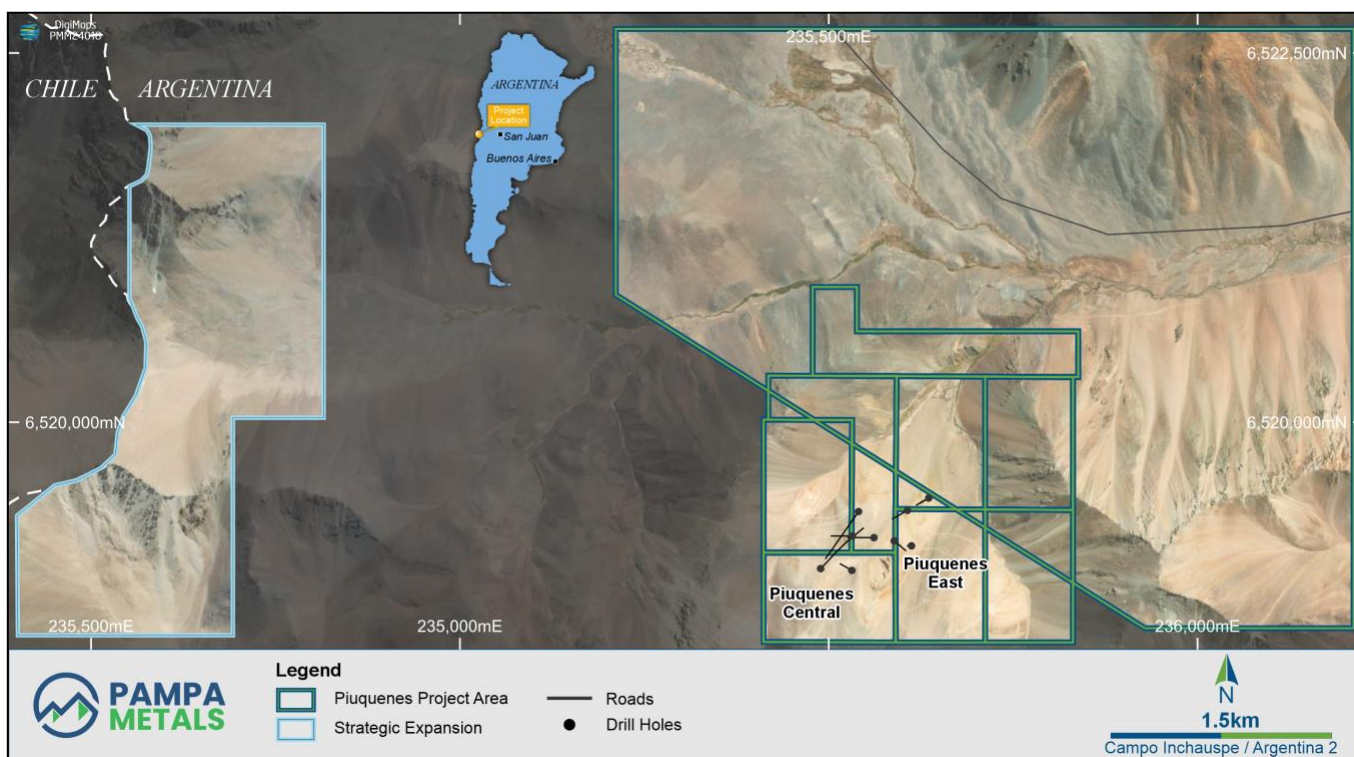 DigiMaps
PMM24010
CHILE
ARGENTINA
ARGENTINA
Project
Location
San Juan
Buenos Aires
235,500mE
6,522,500mN
6,520,000mN
6,520,000mN
Piuquenes
Central
Piuquenes
East
235,500mE
235,000mE
236,000mE
PAMPA
METALS
Legend
Piuquenes Project Area
Strategic Expansion
Roads
Drill Holes
N
1.5km
Campo Inchauspe / Argentina 2